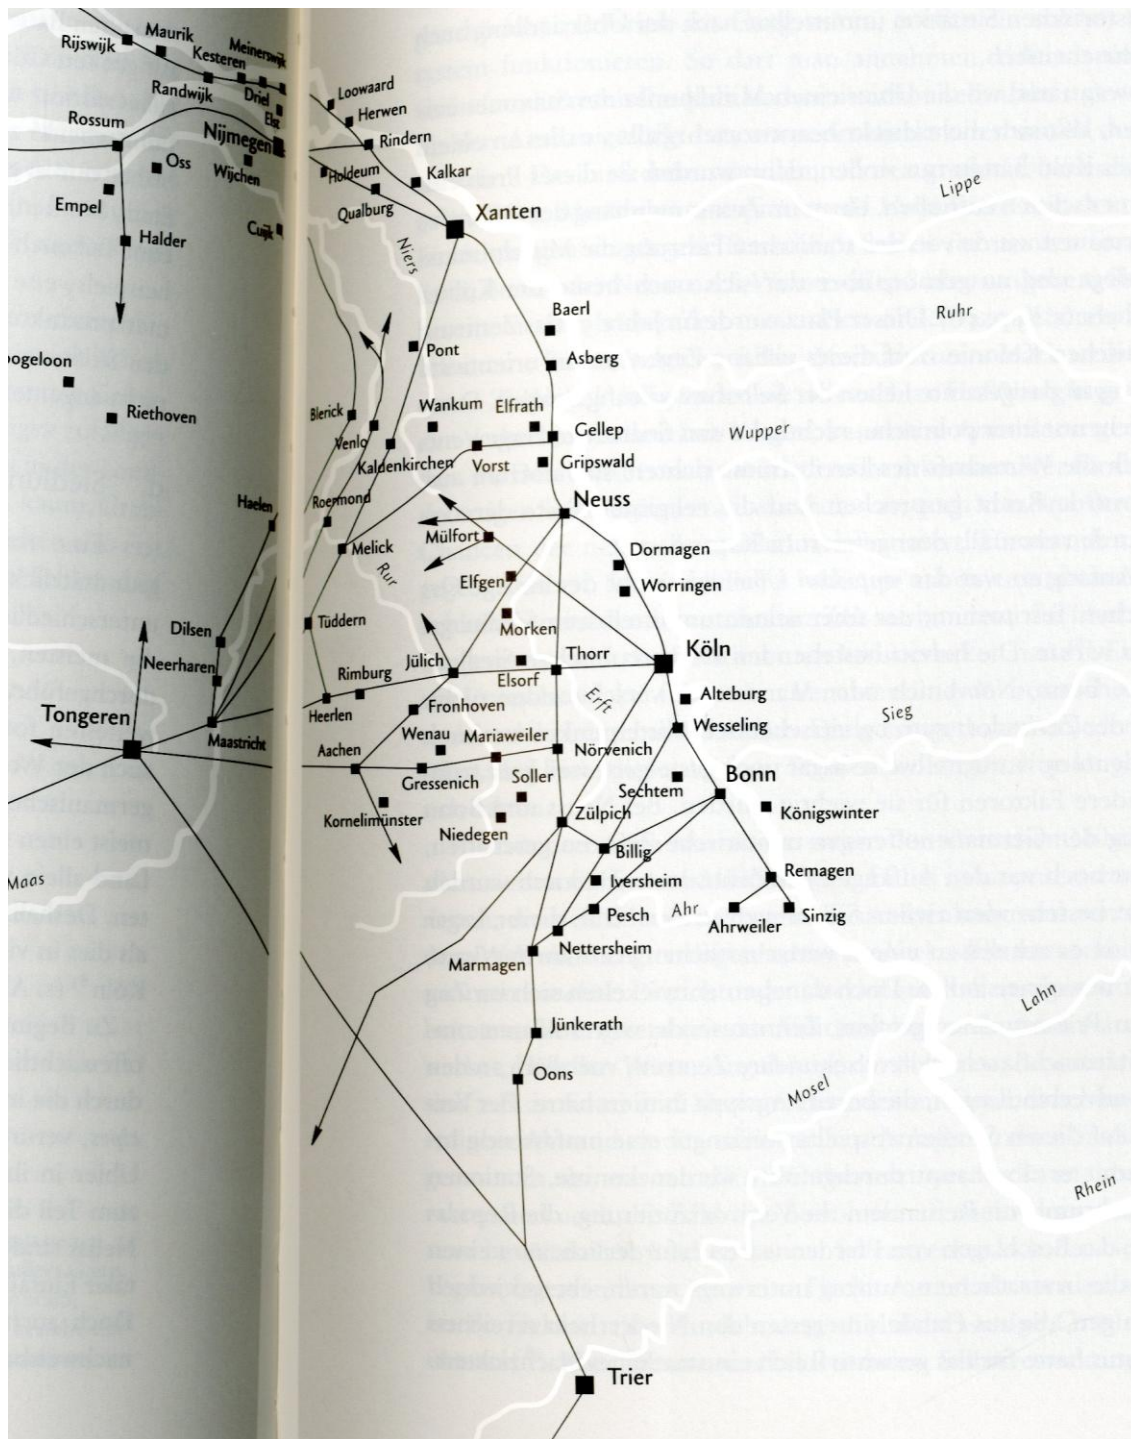 Rijswijk
Maurik
Kesteren
Meinerswijk
Randwijk
Driel
Elst
Rossum
Nijmegen
Oss
Wijchen
Empel
Halder
Cuijk
Loowaard
Herwen
Rindern
Holdeum
Kalkar
Qualburg
Xanten
Niers
Lippe
Ruhr
Baerl
Asberg
Pont
oogeloon
Riethoven
Blerick
Venlo
Wankum
Elfrath
Gellep
Wupper
Kaldenkirchen
Vorst
Gripswald
Haelen
Roermond
Neuss
Mülfort
Melick
Rur
Dormagen
Elfgen
Worringen
Dilsen
Tüddern
Morken
Neerharen
Rimburg
Jülich
Elsorf
Thorr
Köln
Erft
Alteburg
Tongeren
Heerlen
Fronhoven
Wesseling
Sieg
Maastricht
Aachen
Wenau
Mariaweiler
Nörvenich
Gressenich
Soller
Sechtem
Bonn
Kornelimünster
Niedegen
Zülpich
Königswinter
Billig
Maas
Iversheim
Remagen
Pesch
Ahr
Ahrweiler
Sinzig
Nettersheim
Marmagen
Lahn
Jünkerath
Oons
Mosel
Rhein
Trier